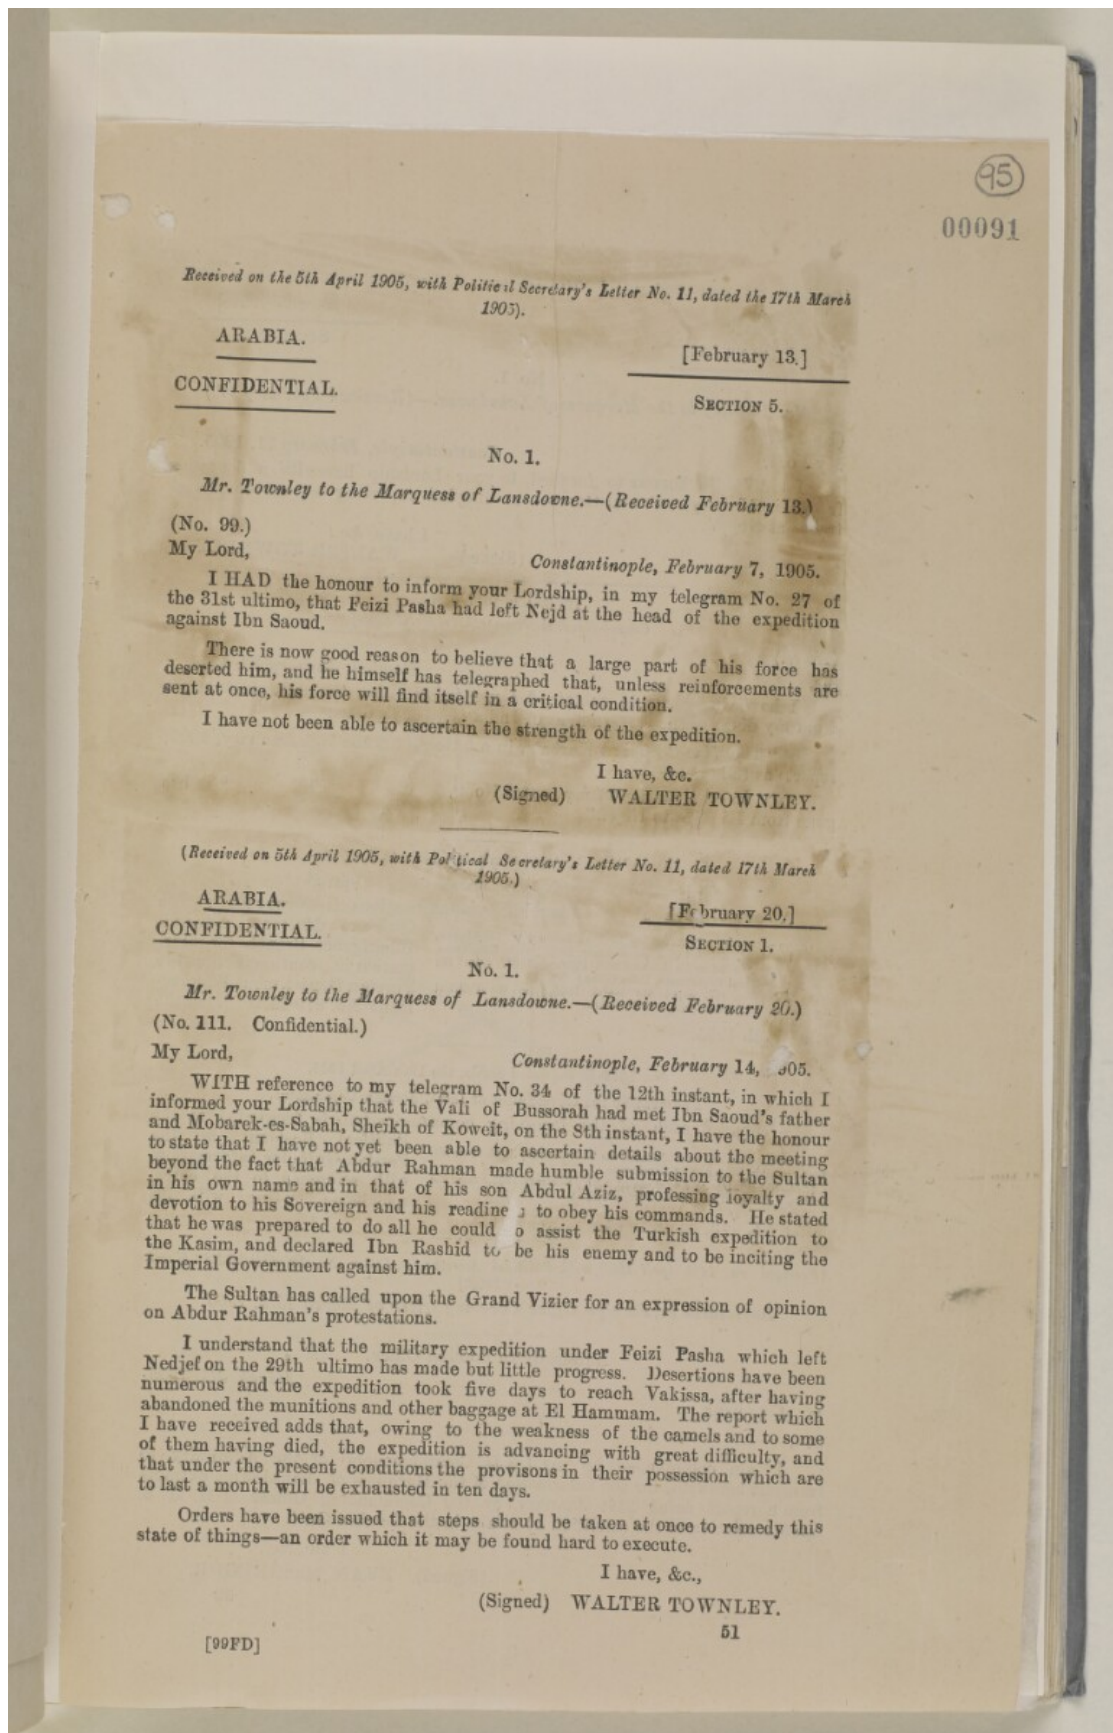 95
00091
Received on the 5th April 1905, with Political Secretary's Letter No. 11, dated the 17th March
1905).
ARABIA.
[February 13.]
CONFIDENTIAL.
SECTION 5.
No. 1.
Mr. Townley to the Marquess of Lansdowne.—(Received February 13.)
(No. 99.)
My Lord,
Constantinople, February 7, 1905.
I HAD the honour to inform your Lordship, in my telegram No. 27 of
the 31st ultimo, that Feizi Pasha had left Nejd at the head of the expedition
against Ibn Saoud.
There is now good reason to believe that a large part of his force has
deserted him, and he himself has telegraphed that, unless reinforcements are
sent at once, his force will find itself in a critical condition.
I have not been able to ascertain the strength of the expedition.
I have, &c.
(Signed) WALTER TOWNLEY.
(Received on 5th April 1905, with Political Secretary's Letter No. 11, dated 17th March
1905.)
ARABIA.
[February 20.]
CONFIDENTIAL.
SECTION 1.
No. 1.
Mr. Townley to the Marquess of Lansdowne.—(Received February 20.)
(No. 111. Confidential.)
My Lord,
Constantinople, February 14, 905.
WITH reference to my telegram No. 34 of the 12th instant, in which I
informed your Lordship that the Vali of Bussorah had met Ibn Saoud's father
and Mobarek-es-Sabah, Sheikh of Koweit, on the 8th instant, I have the honour
to state that I have not yet been able to ascertain details about the meeting
beyond the fact that Abdur Rahman made humble submission to the Sultan
in his own name and in that of his son Abdul Aziz, professing loyalty and
devotion to his Sovereign and his readine to obey his commands. He stated
that he was prepared to do all he could o assist the Turkish expedition to
the Kasim, and declared Ibn Rashid to be his enemy and to be inciting the
Imperial Government against him.
The Sultan has called upon the Grand Vizier for an expression of opinion
on Abdur Rahman's protestations.
I understand that the military expedition under Feizi Pasha which left
Nedjef on the 29th ultimo has made but little progress. Desertions have been
numerous and the expedition took five days to reach Vakissa, after having
abandoned the munitions and other baggage at El Hammam. The report which
I have received adds that, owing to the weakness of the camels and to some
of them having died, the expedition is advancing with great difficulty, and
that under the present conditions the provisons in their possession which are
to last a month will be exhausted in ten days.
Orders have been issued that steps should be taken at once to remedy this
state of things—an order which it may be found hard to execute.
I have, &c.,
(Signed) WALTER TOWNLEY.
51
[99FD]